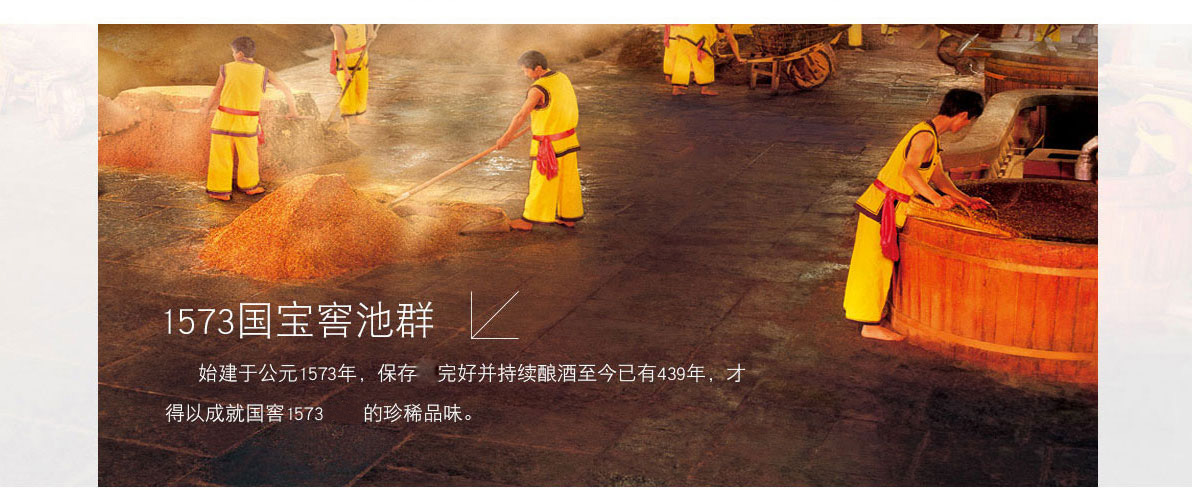 1573国宝窖池群
始建于公元1573年，保存 完好并持续酿酒至今已有439年，才
得以成就国窖1573 的珍稀品味。